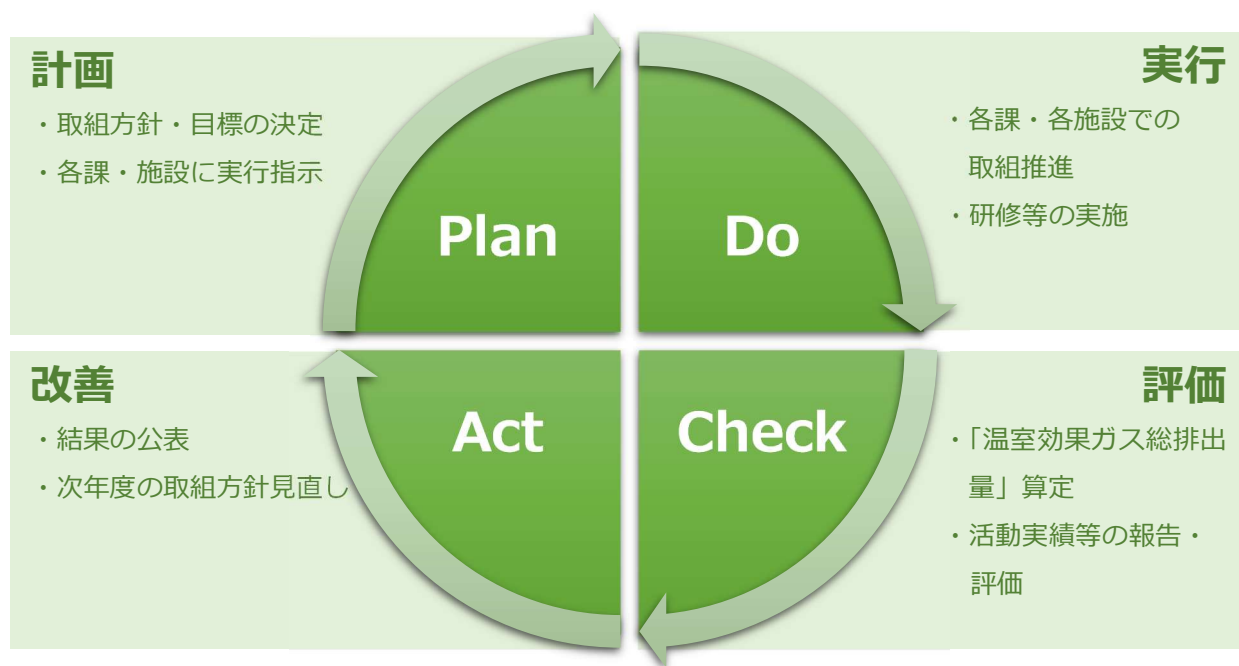 計画
・取組方針・目標の決定
・各課・施設に実行指示
Plan
Do
実行
・各課・各施設での
取組推進
・研修等の実施
改善
・結果の公表
・次年度の取組方針見直し
Act
Check
評価
・「温室効果ガス総排出
量」算定
・活動実績等の報告・
評価